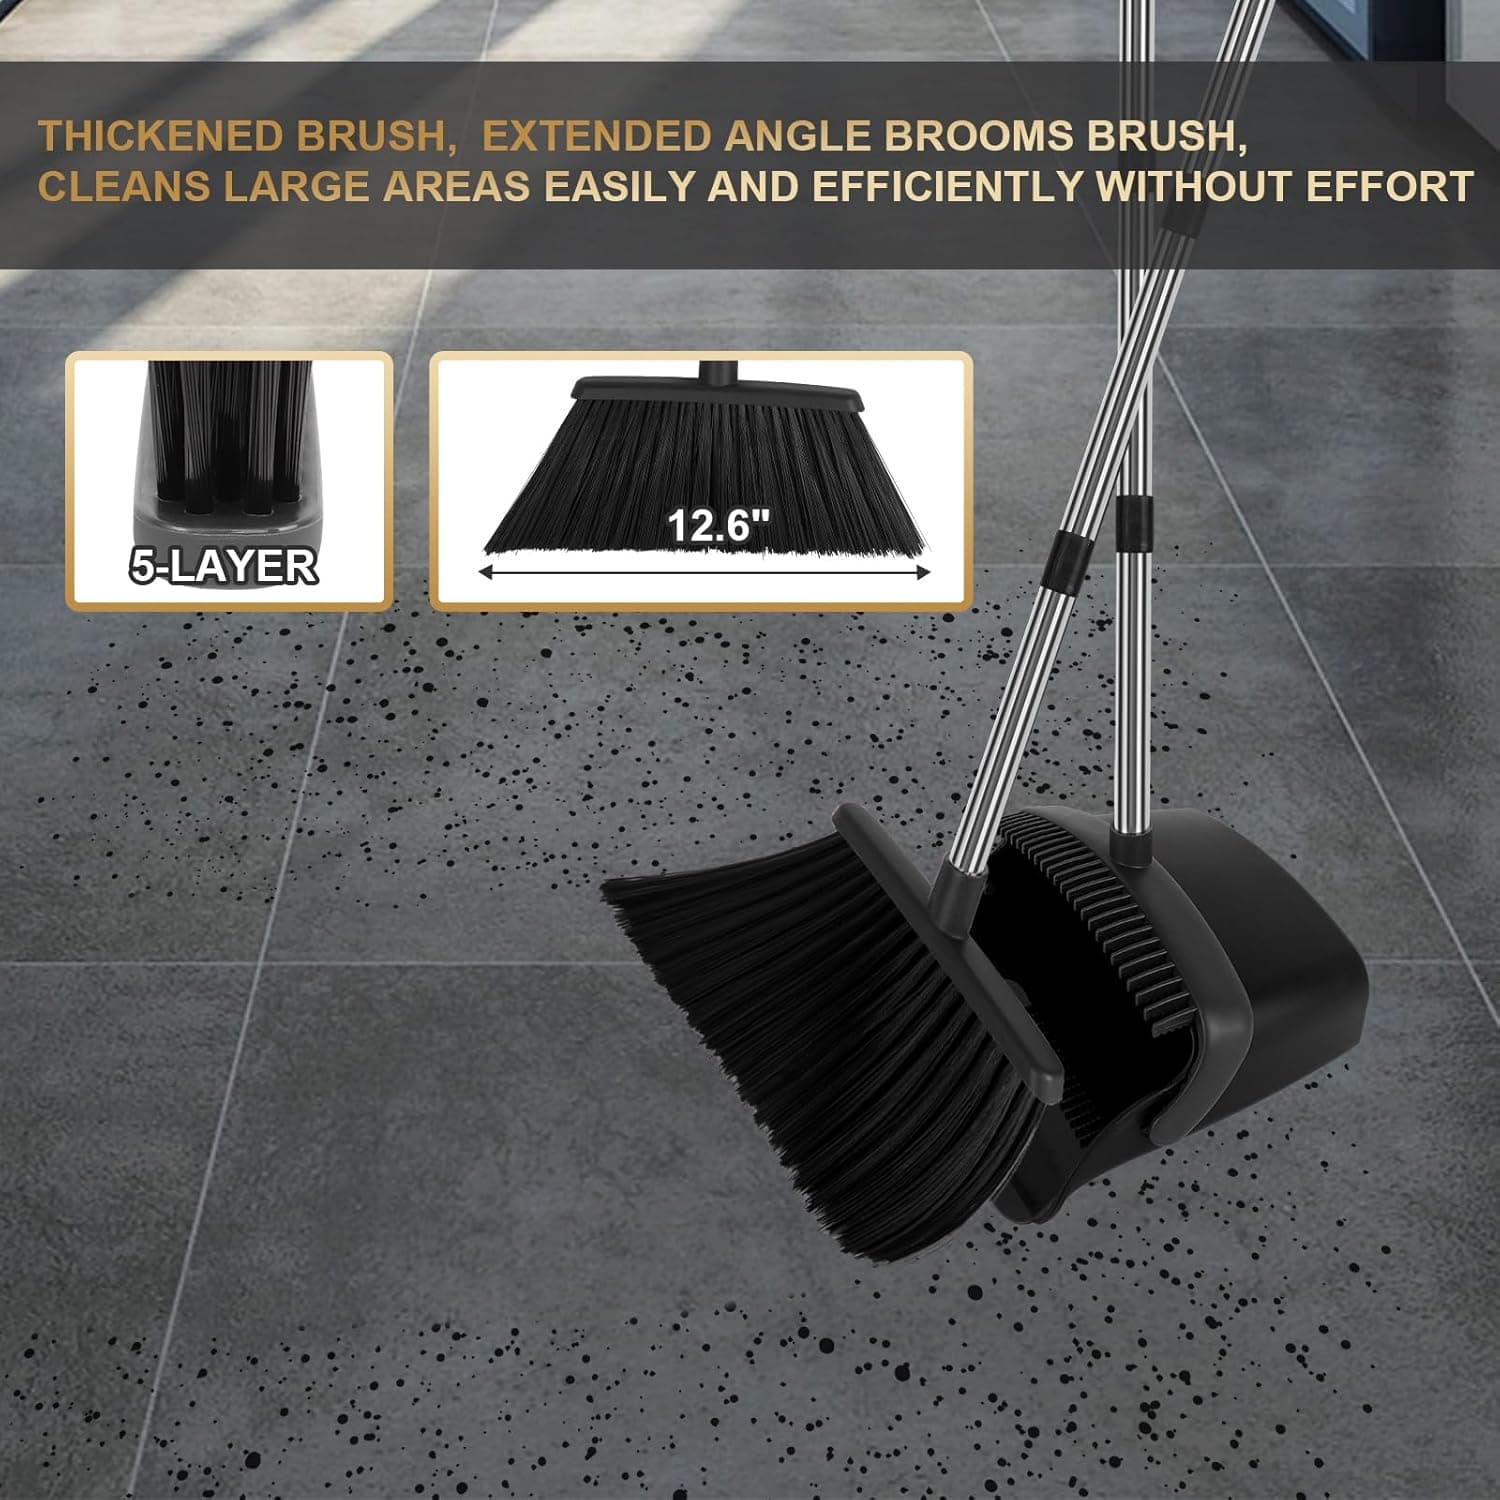 THICKENED BRUSH, EXTENDED ANGLE BROOMS BRUSH,
CLEANS LARGE AREAS EASILY AND EFFICIENTLY WITHOUT EFFORT
5-LAYER
12.6"